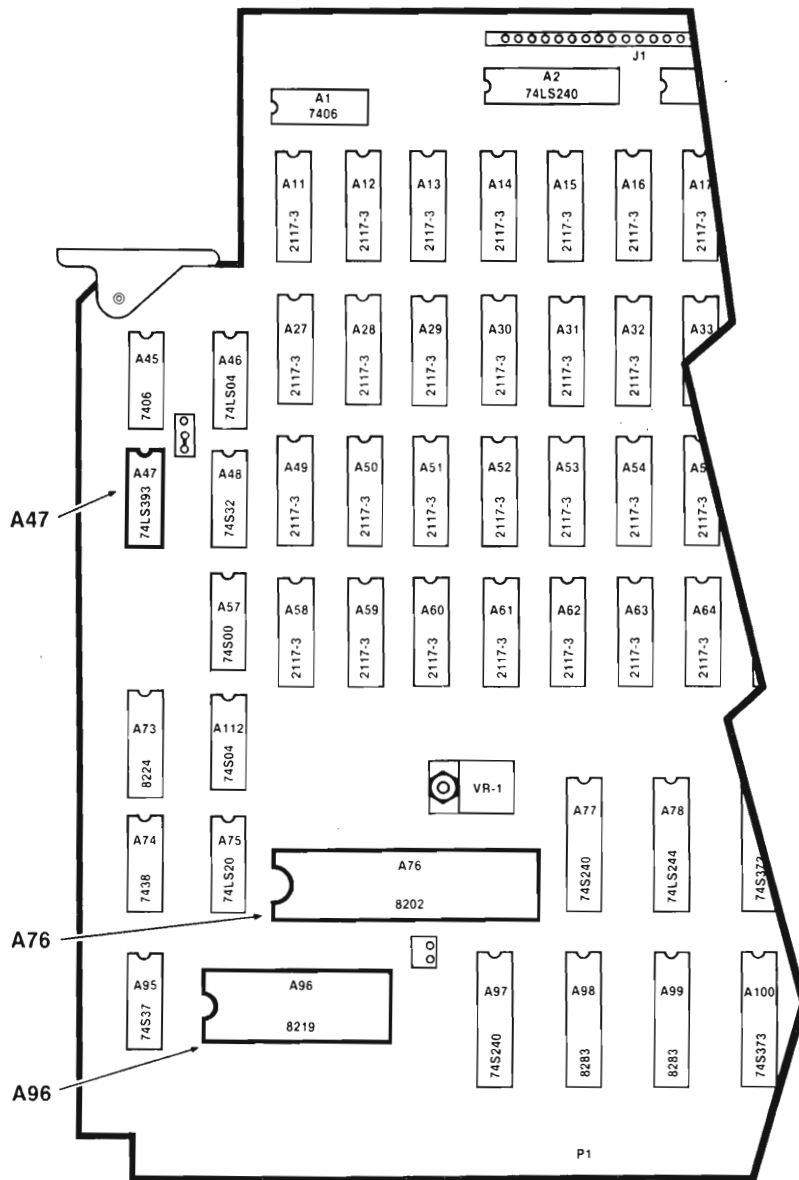 J1
A1
7406
A2
74LS240
A11
2117-3
A12
2117-3
A13
2117-3
A14
2117-3
A15
2117-3
A16
2117-3
A17
2117-3
A27
2117-3
A28
2117-3
A29
2117-3
A30
2117-3
A31
2117-3
A32
2117-3
A33
A45
7406
A46
74LS04
A47
A47
74LS393
A48
74S32
A49
2117-3
A50
2117-3
A51
2117-3
A52
2117-3
A53
2117-3
A54
2117-3
2117-3
A57
74S00
A58
2117-3
A59
2117-3
A60
2117-3
A61
2117-3
A62
2117-3
A63
2117-3
A64
2117-3
A73
8224
A112
74S04
VR-1
A77
74S240
A78
74LS244
74S373
A74
7438
A75
74LS20
A76
8202
A76
A95
74S37
A96
8219
A97
74S240
A98
8283
A99
8283
A100
74S373
A96
P1